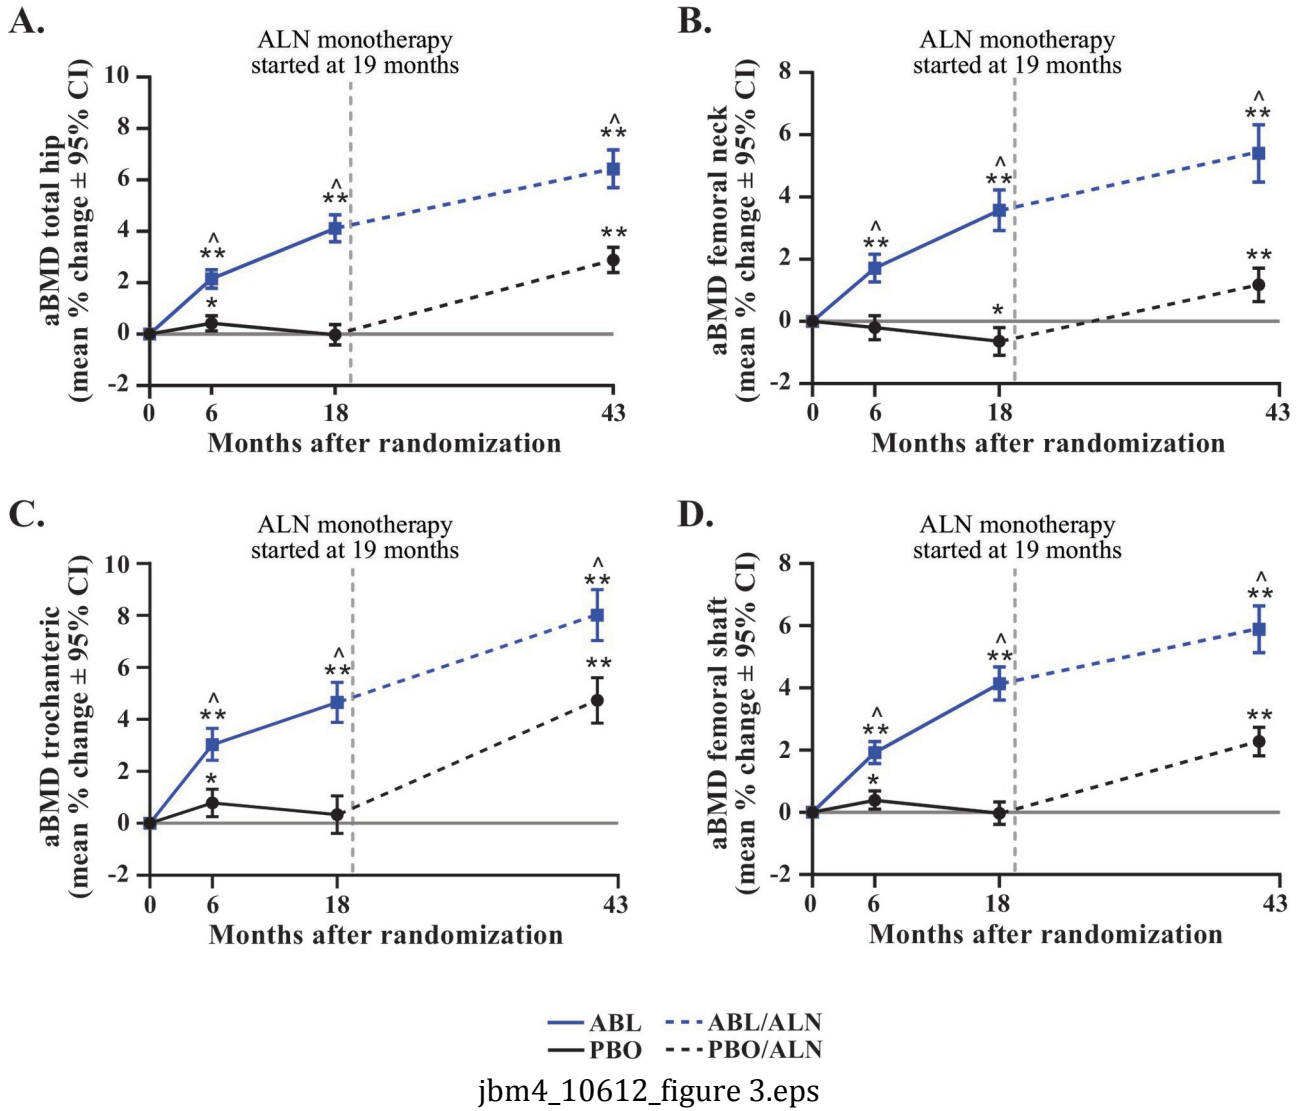 A.
ALN monotherapy
started at 19 months
aBMD total hip
(mean % change ± 95% CI)
10
8
6
4
2
0
-2
^
**
*
^
**
^
**
**
0 6 18 43
Months after randomization
B.
ALN monotherapy
started at 19 months
aBMD femoral neck
(mean % change ± 95% CI)
8
6
4
2
0
-2
^
**
^
**
*
^
**
**
0 6 18 43
Months after randomization
C.
ALN monotherapy
started at 19 months
aBMD trochanteric
(mean % change ± 95% CI)
10
8
6
4
2
0
-2
^
**
*
^
**
^
**
**
0 6 18 43
Months after randomization
D.
ALN monotherapy
started at 19 months
aBMD femoral shaft
(mean % change ± 95% CI)
8
6
4
2
0
-2
^
**
*
^
**
^
**
**
0 6 18 43
Months after randomization
ABL ABL/ALN
PBO PBO/ALN
jbm4_10612_figure 3.eps